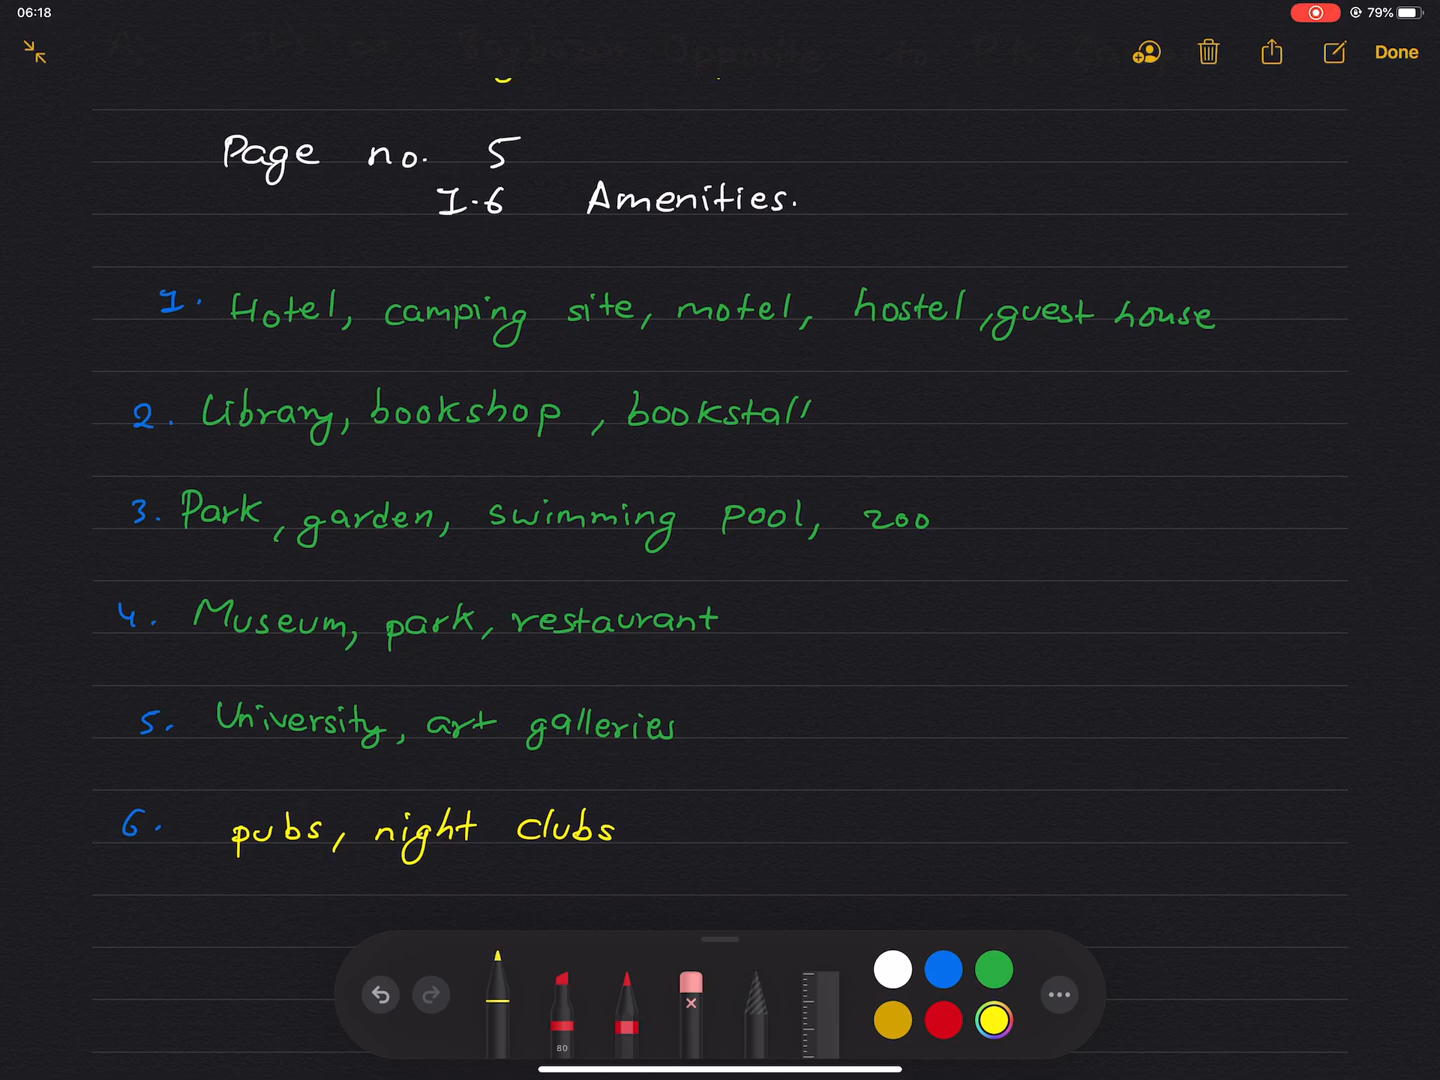 06:18
79%
Done
Page no. 5
I.6 Amenities.
1. Hotel, camping site, motel, hostel, guest house
2. Library, bookshop, bookstall
3. Park, garden, swimming pool, zoo
4. Museum, park, restaurant
5. University, art galleries
6. pubs, night clubs
80